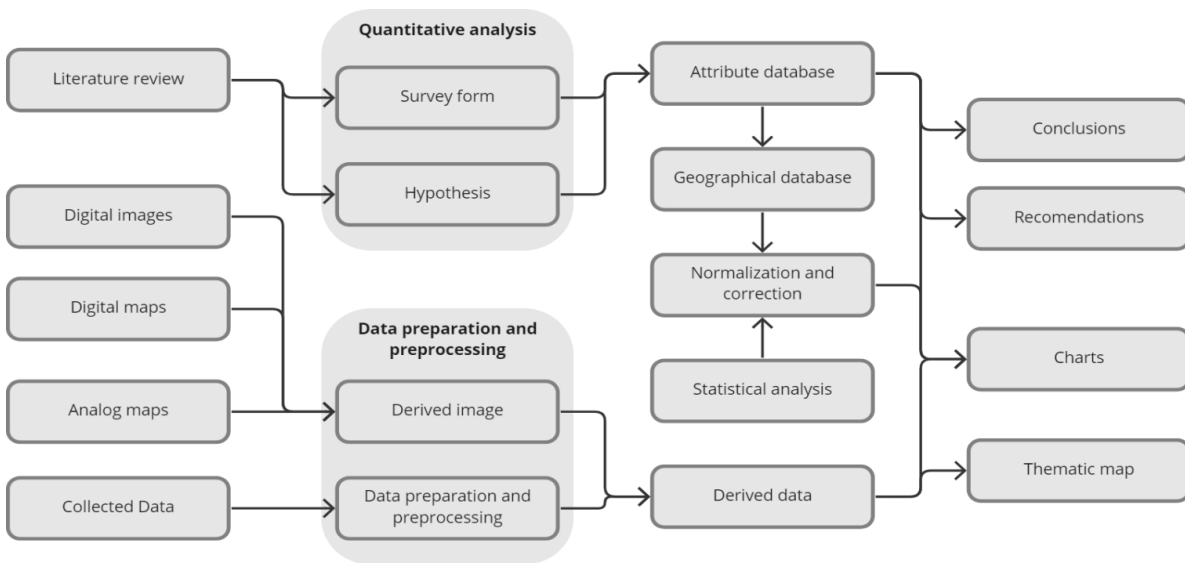 Literature review
Digital images
Digital maps
Analog maps
Collected Data
Quantitative analysis
Survey form
Hypothesis
Data preparation and
preprocessing
Derived image
Data preparation and
preprocessing
Attribute database
Geographical database
Normalization and
correction
Statistical analysis
Derived data
Conclusions
Recomendations
Charts
Thematic map